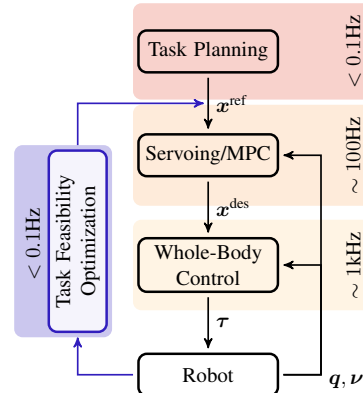 Task Planning
< 0.1Hz
x^ref
Servoing/MPC
∼ 100Hz
x^des
Whole-Body
Control
∼ 1kHz
τ
Robot
q, ν
< 0.1Hz
Task Feasibility
Optimization